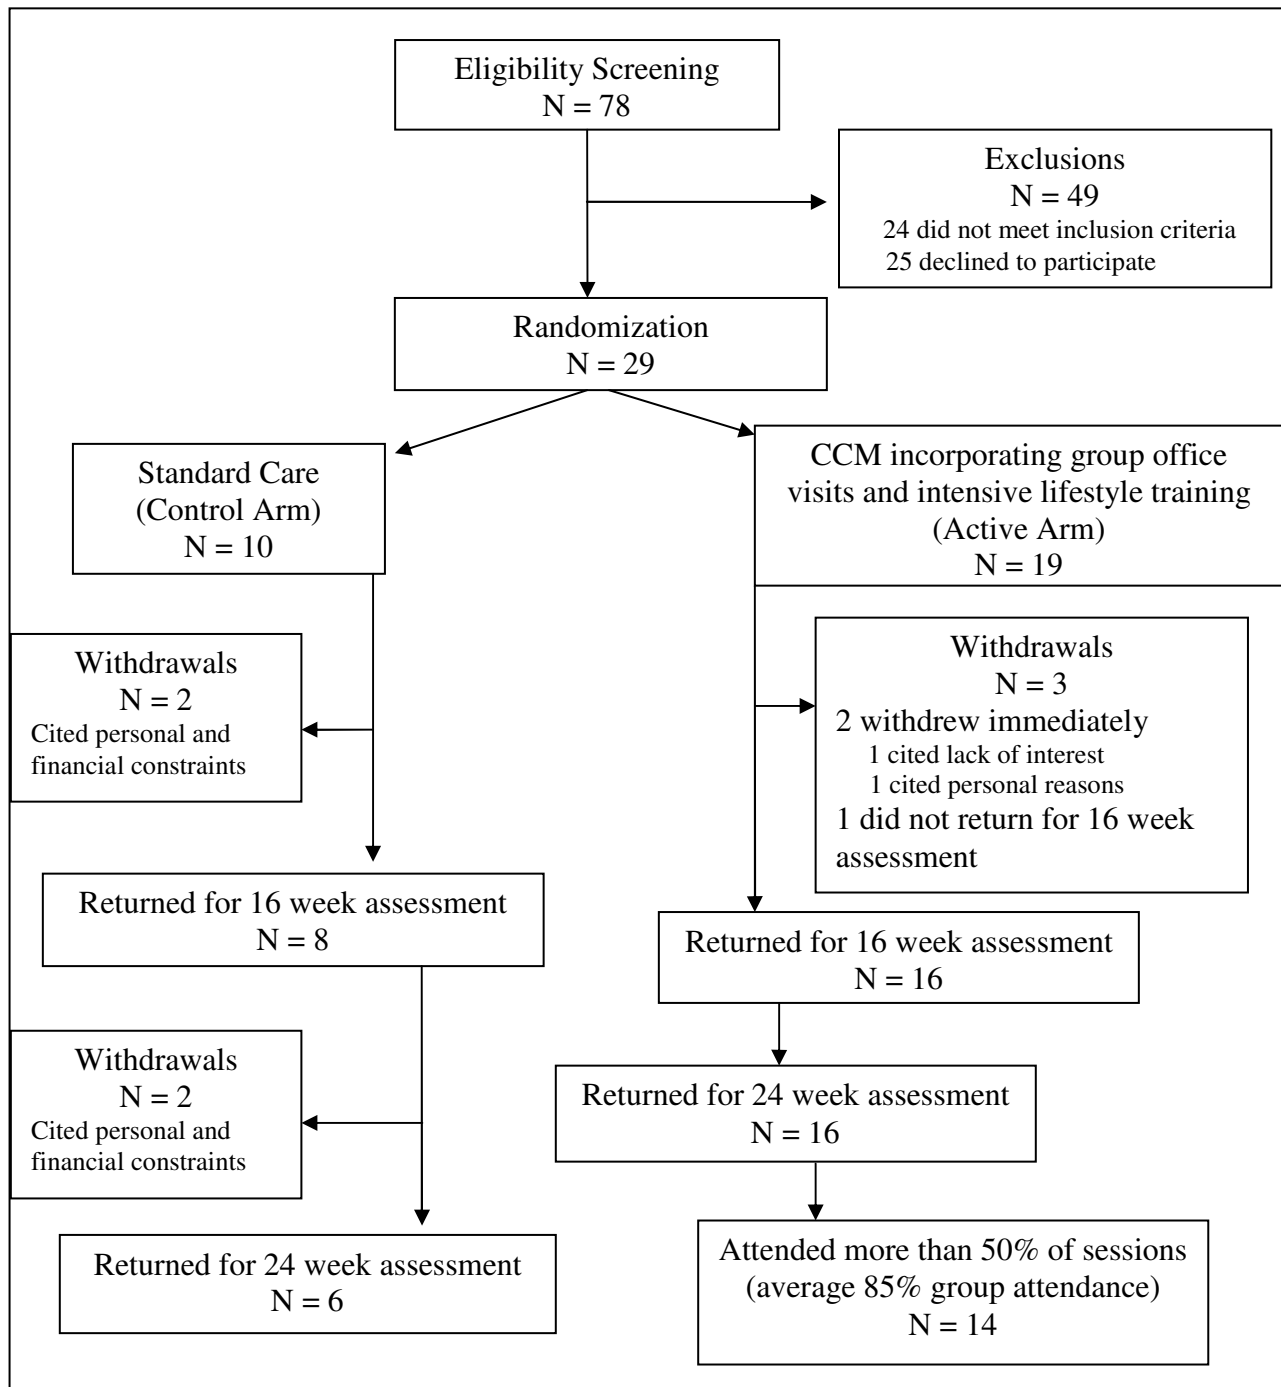 Eligibility Screening
N = 78
Exclusions
N = 49
24 did not meet inclusion criteria
25 declined to participate
Randomization
N = 29
Standard Care
(Control Arm)
N = 10
CCM incorporating group office
visits and intensive lifestyle training
(Active Arm)
N = 19
Withdrawals
N = 2
Cited personal and
financial constraints
Withdrawals
N = 3
2 withdrew immediately
1 cited lack of interest
1 cited personal reasons
1 did not return for 16 week
assessment
Returned for 16 week assessment
N = 8
Returned for 16 week assessment
N = 16
Withdrawals
N = 2
Cited personal and
financial constraints
Returned for 24 week assessment
N = 16
Returned for 24 week assessment
N = 6
Attended more than 50% of sessions
(average 85% group attendance)
N = 14